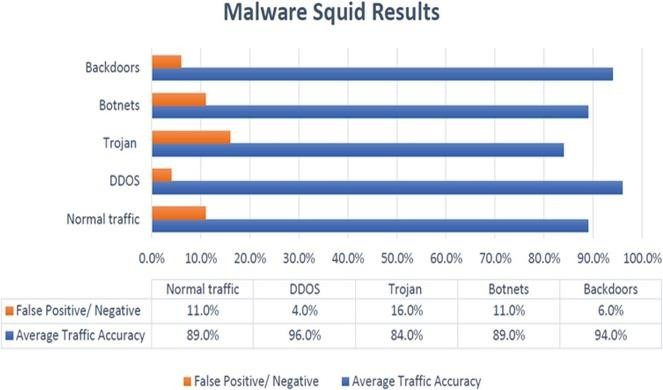 Malware Squid Results
Backdoors
Botnets
Trojan
DDOS
Normal traffic
0.0% 10.0% 20.0% 30.0% 40.0% 50.0% 60.0% 70.0% 80.0% 90.0% 100.0%
Normal traffic DDOS Trojan Botnets Backdoors
False Positive/ Negative 11.0% 4.0% 16.0% 11.0% 6.0%
Average Traffic Accuracy 89.0% 96.0% 84.0% 89.0% 94.0%
False Positive/ Negative Average Traffic Accuracy